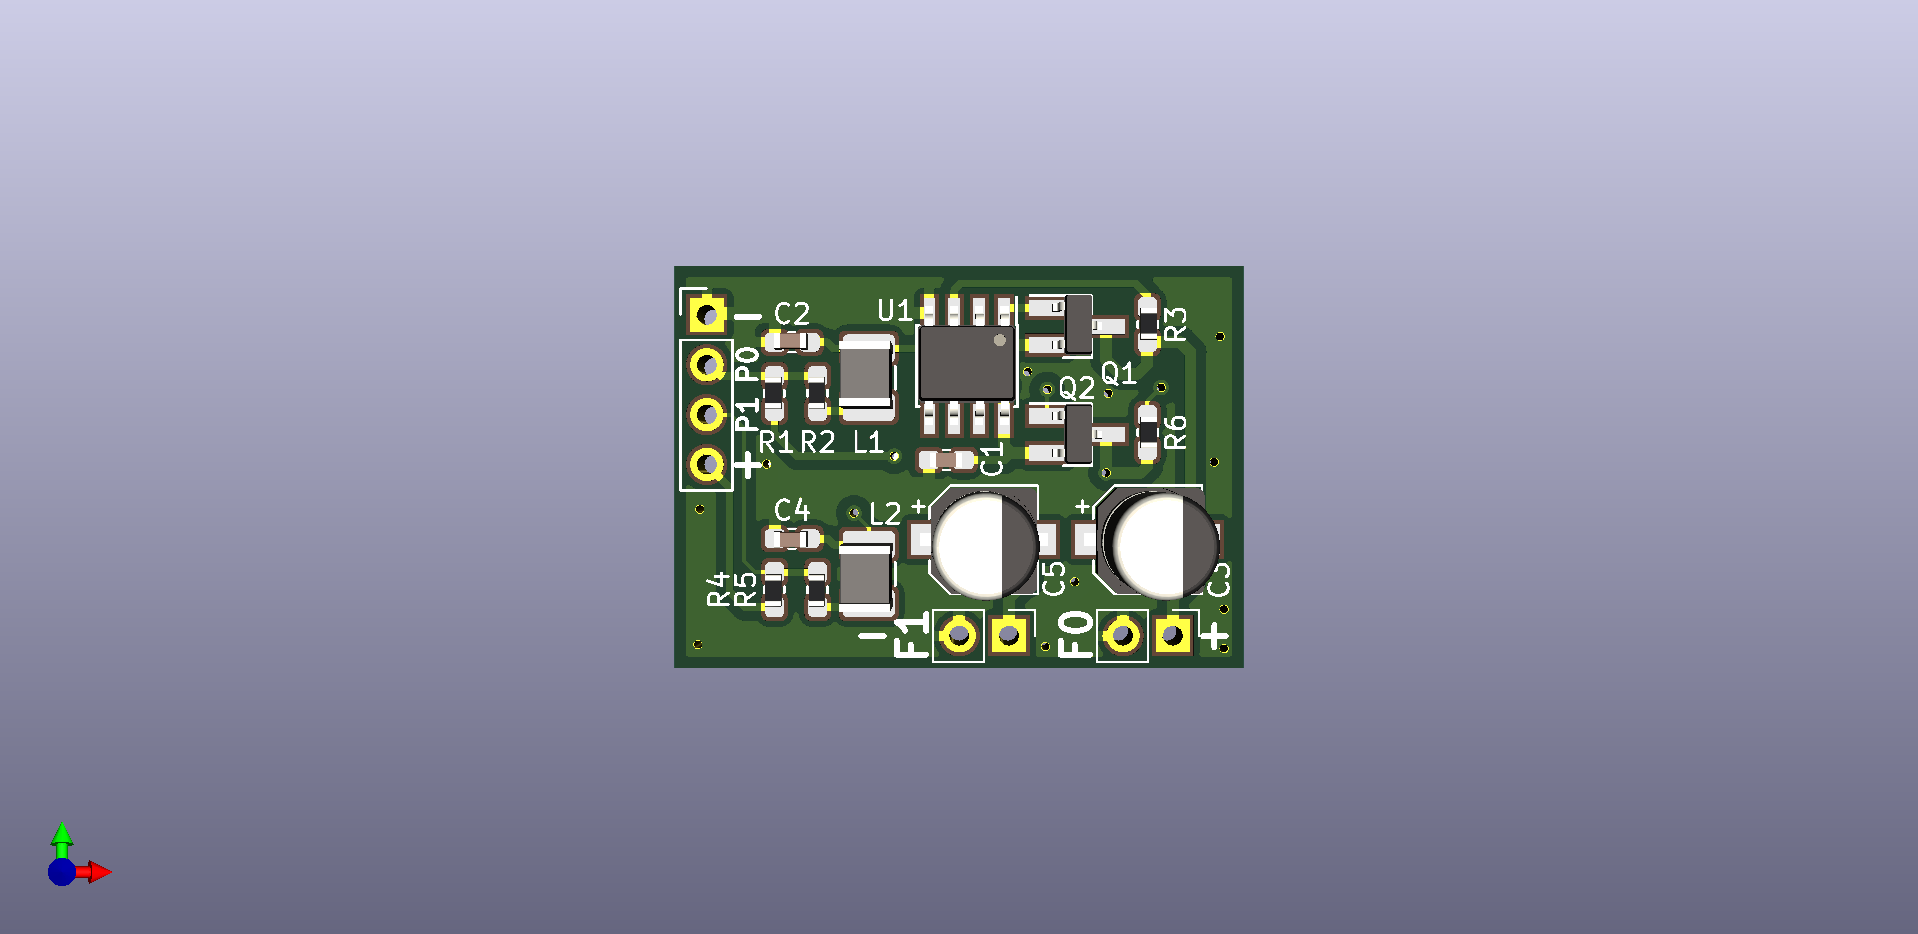 U1
−
C2
R3
P0
Q1
Q2
P1
R1 R2 L1
R6
C1
+
C4
L2
+
+
R4
R5
C5
C3
−
F1
F0
+